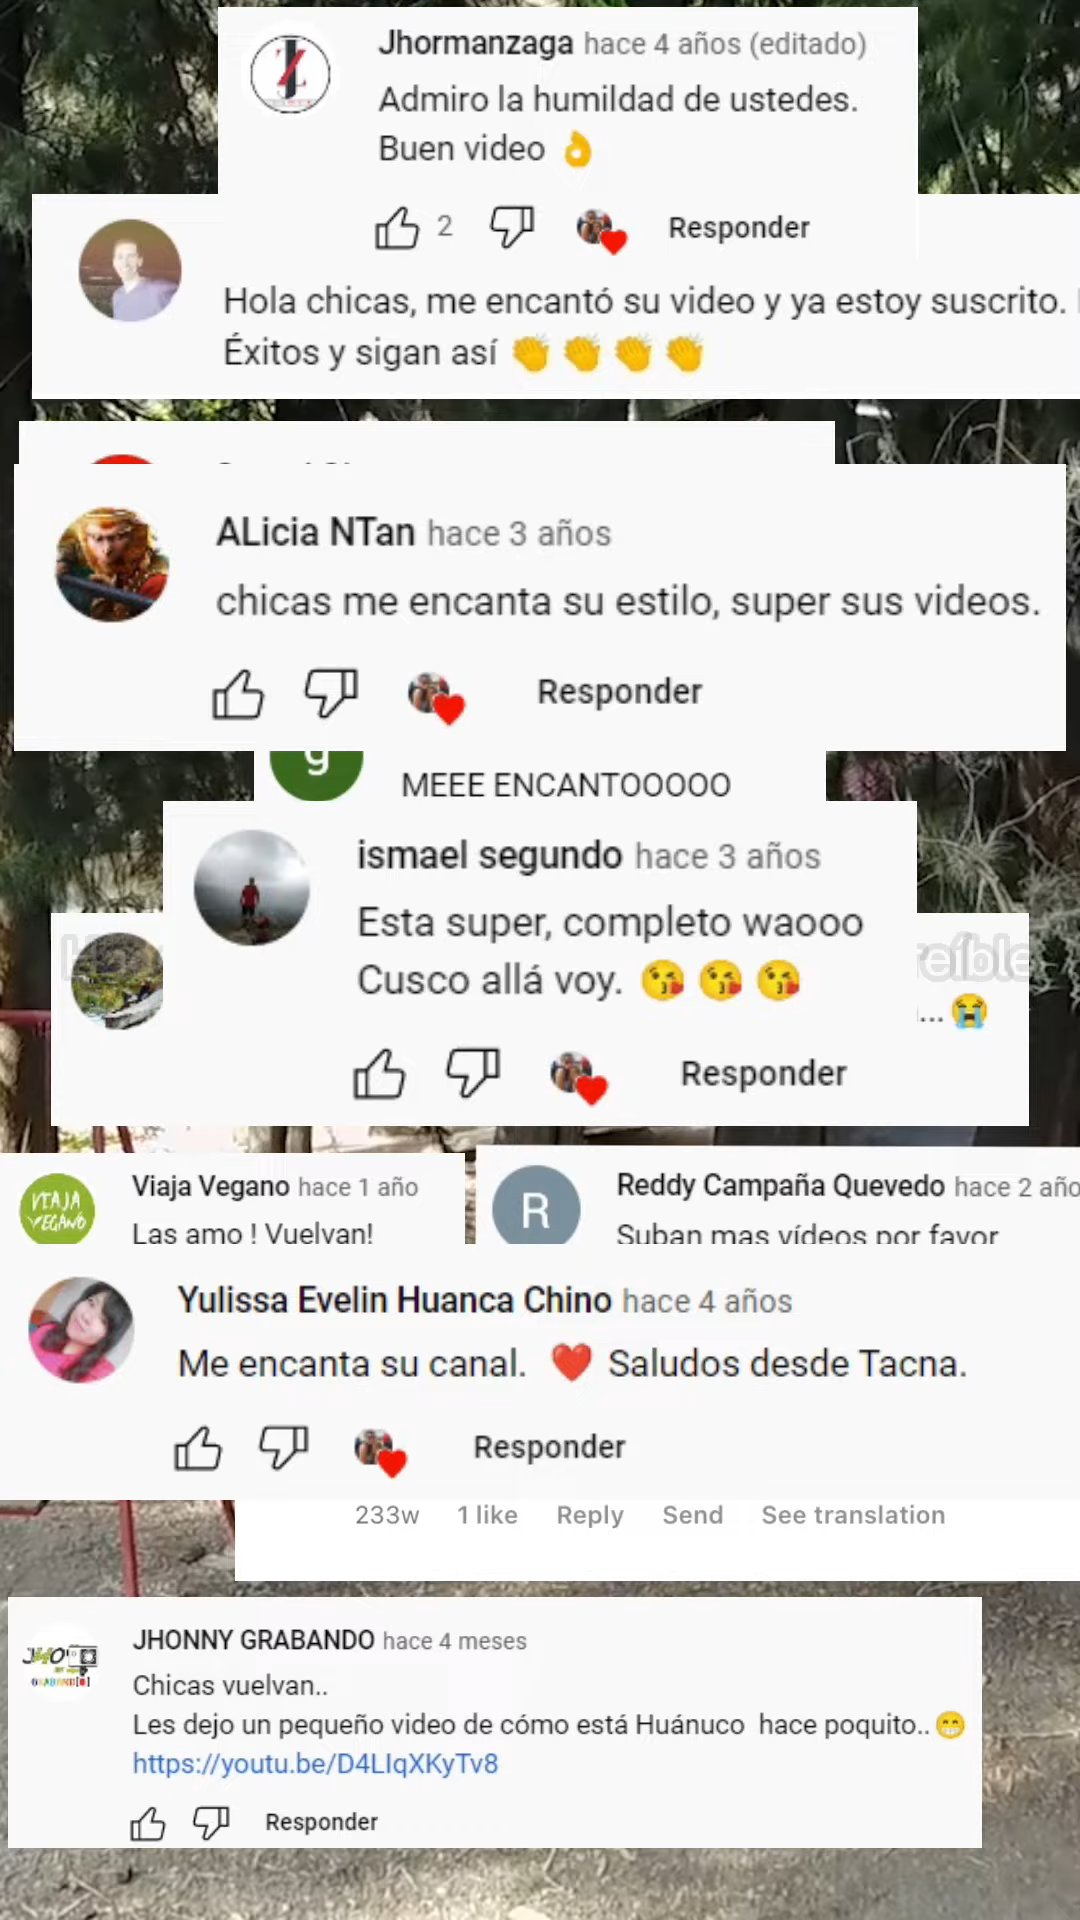 Jhormanzaga hace 4 años (editado)
Admiro la humildad de ustedes.
Buen video 👌
2 Responder
Hola chicas, me encantó su video y ya estoy suscrito.
Éxitos y sigan así 👏 👏 👏 👏
ALicia NTan hace 3 años
chicas me encanta su estilo, super sus videos.
Responder
g
MEEE ENCANTOOOOO
ismael segundo hace 3 años
Esta super, completo waooo
Cusco allá voy. 😘 😘 😘
... 😭
Responder
VIAJA
VEGANO
Viaja Vegano hace 1 año
Las amo ! Vuelvan!
R
Reddy Campaña Quevedo hace 2 año
Suban mas vídeos por favor
Yulissa Evelin Huanca Chino hace 4 años
Me encanta su canal. ❤️ Saludos desde Tacna.
Responder
233w 1 like Reply Send See translation
JHONNY GRABANDO hace 4 meses
Chicas vuelvan..
Les dejo un pequeño video de cómo está Huánuco hace poquito.. 😁
https://youtu.be/D4LIqXKyTv8
Responder